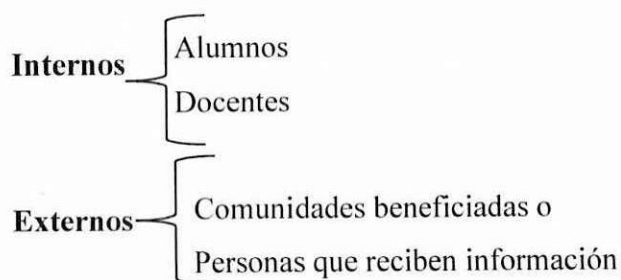 Internos
Alumnos
Docentes
Externos
Comunidades beneficiadas o
Personas que reciben información